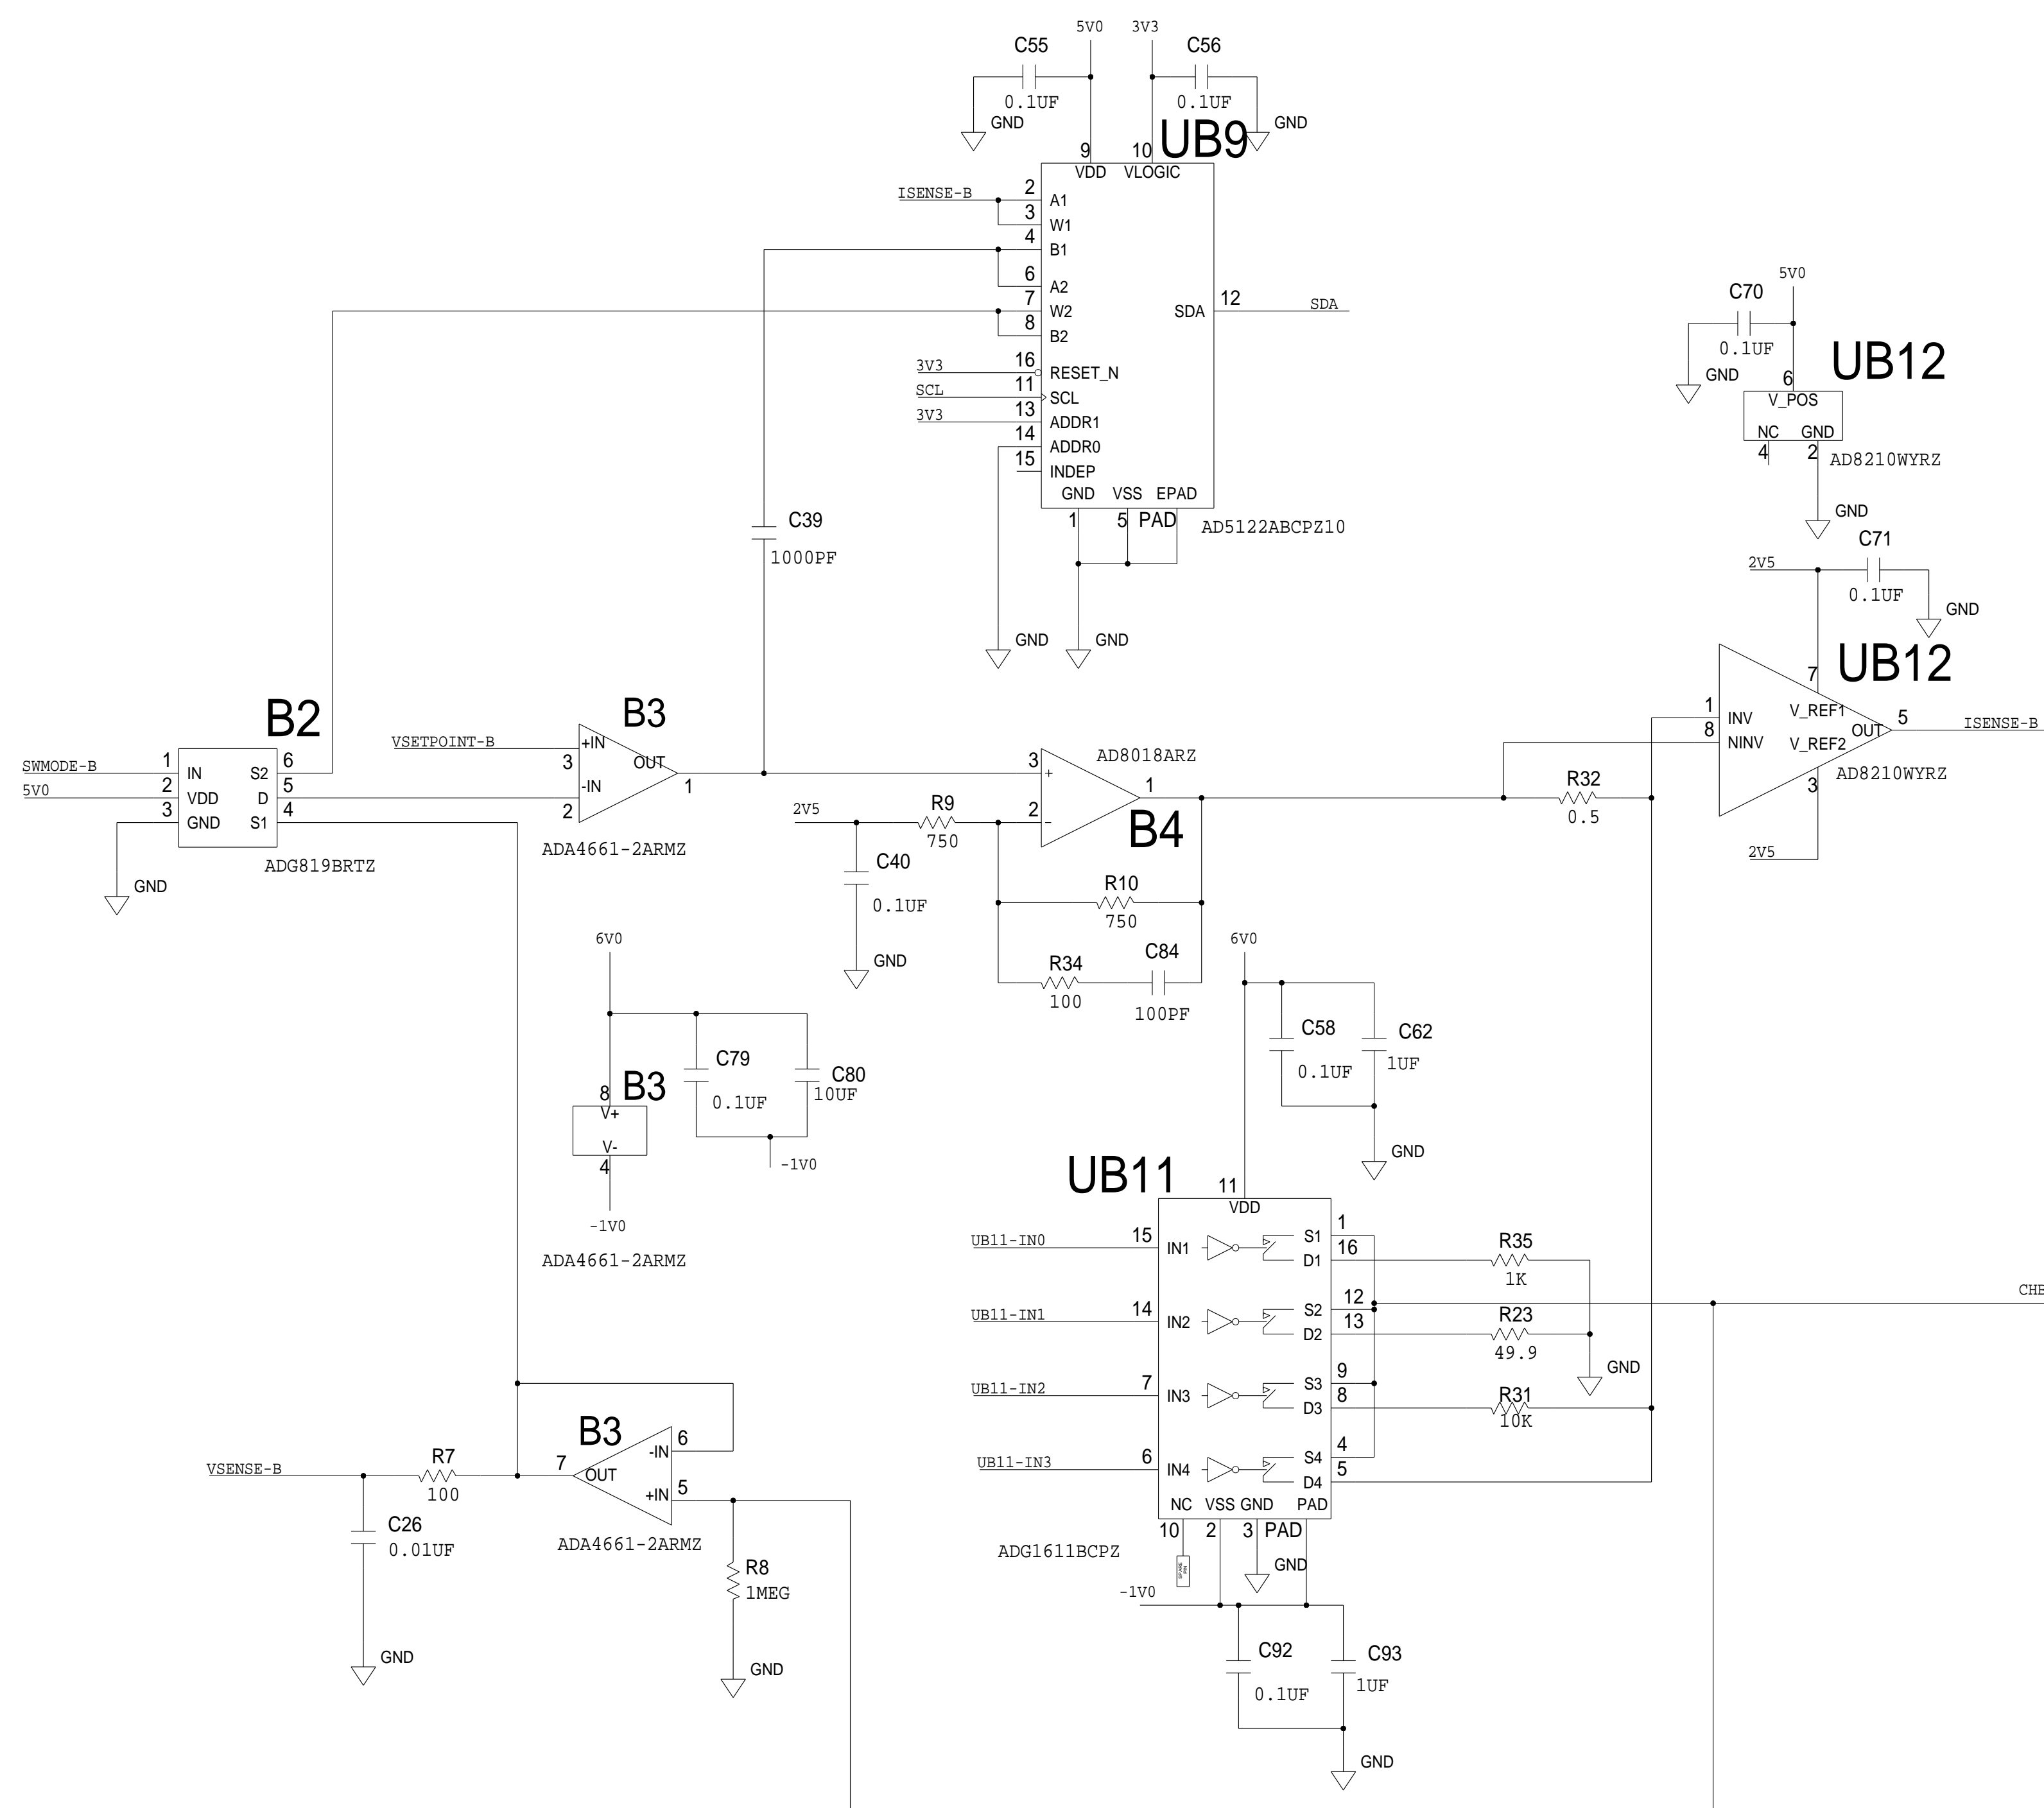 5V0 3V3
C55 C56
0.1UF 0.1UF
GND GND
UB9
9 10
VDD VLOGIC
ISENSE-B 2 A1
3 W1
4 B1
6 A2
7 W2 SDA 12 SDA
8 B2
3V3 16 RESET_N
SCL 11 SCL
3V3 13 ADDR1
14 ADDR0
15 INDEP
GND VSS EPAD
1 5 PAD
AD5122ABCPZ10
GND GND
C39
1000PF
5V0
C70
0.1UF
GND
UB12
6
V_POS
NC GND
4 2
AD8210WYRZ
GND
C71
2V5
0.1UF
GND
UB12
7
1 INV V_REF1
8 NINV V_REF2
OUT 5 ISENSE-B
AD8210WYRZ
3
2V5
B2
SWMODE-B 1 IN S2 6
5V0 2 VDD D 5
3 GND S1 4
ADG819BRTZ
GND
B3
VSETPOINT-B +IN
3 OUT
-IN 1
2
ADA4661-2ARMZ
AD8018ARZ
3 +
1
2 -
B4
2V5 R9
750
C40
0.1UF
GND
R10
750
R34 C84
100 100PF
R32
0.5
6V0
C79 C80
0.1UF 10UF
B3
8
V+
V-
4
-1V0
-1V0
ADA4661-2ARMZ
6V0
C58 C62
0.1UF 1UF
GND
UB11
11
VDD
UB11-IN0 15 IN1 S1 1
D1 16
R35
1K
UB11-IN1 14 IN2 S2 12
D2 13
R23
49.9
GND
UB11-IN2 7 IN3 S3 9
D3 8
R31
10K
UB11-IN3 6 IN4 S4 4
D4 5
NC VSS GND PAD
10 2 3 PAD
SPARE
PIN
GND
ADG1611BCPZ
-1V0
C92 C93
0.1UF 1UF
GND
CHB
B3
7 OUT -IN 6
+IN 5
ADA4661-2ARMZ
VSENSE-B R7
100
C26
0.01UF
GND
R8
1MEG
GND